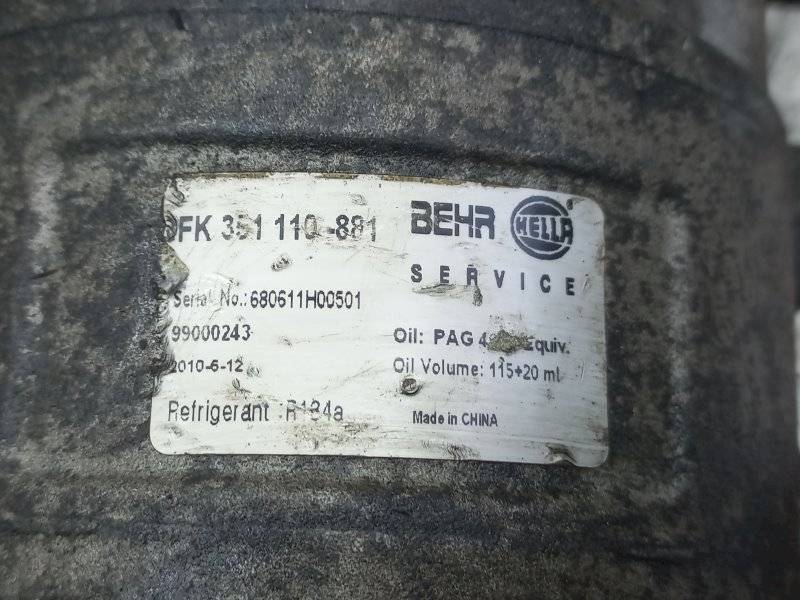 8FK 351 110-881
BEHR HELLA
SERVICE
Serial No.:680611H00501
99000243
2010-6-12
Refrigerant :R134a
Oil: PAG Equiv.
Oil Volume: 115+20 ml
Made in CHINA